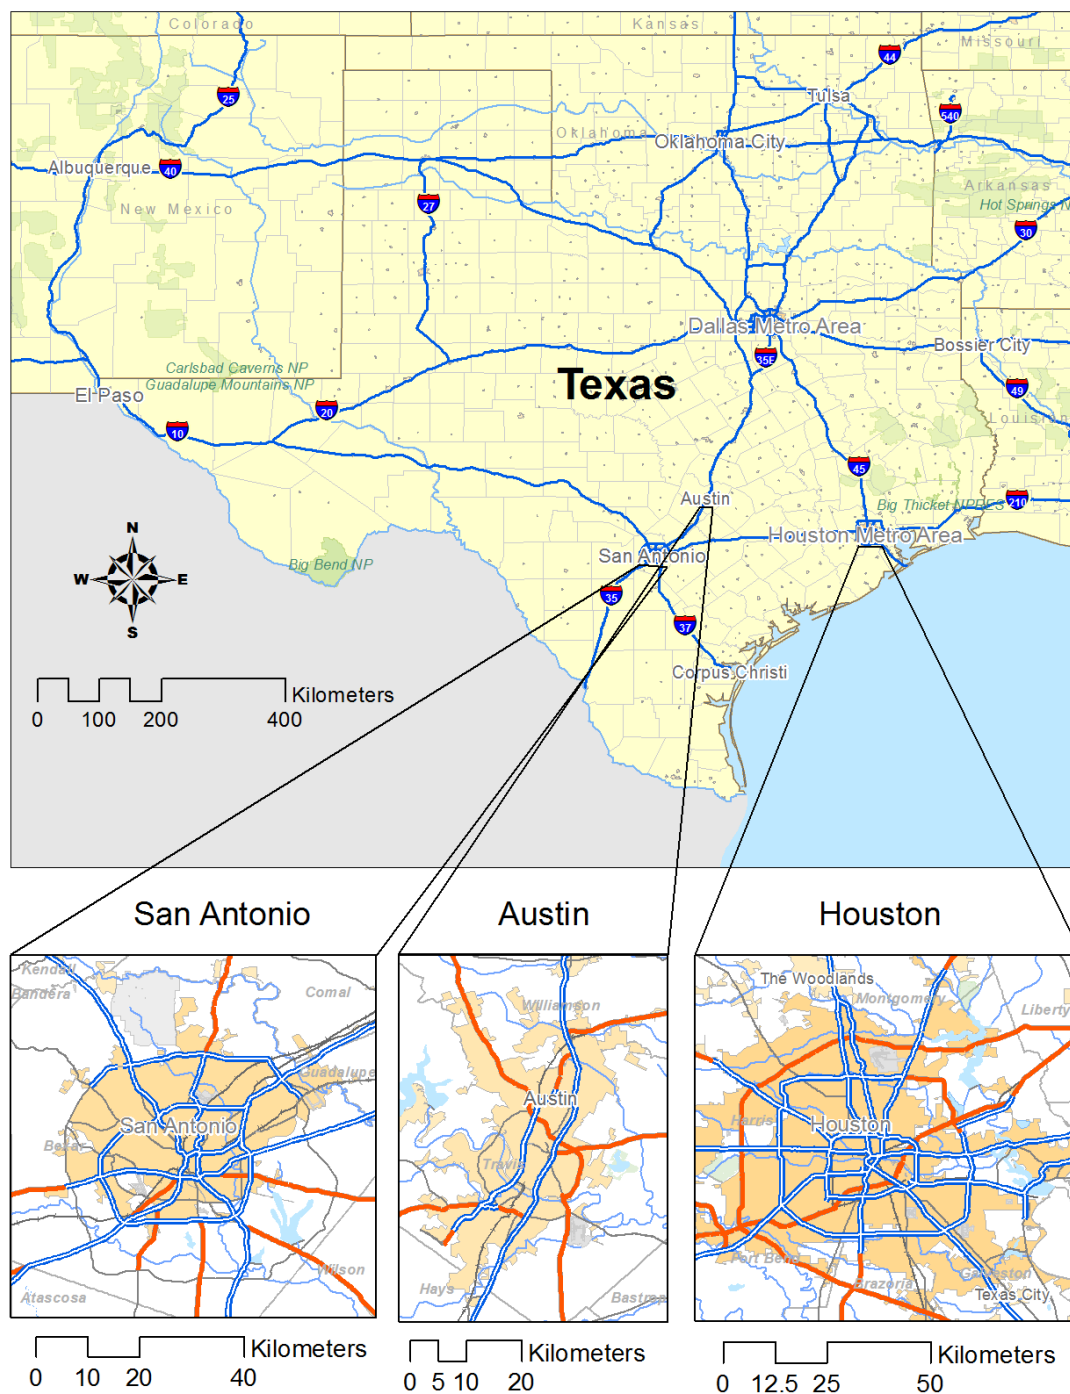 Colorado
Kansas
Missouri
44
25
Tulsa
540
Oklahoma
Oklahoma City
Albuquerque
40
Arkansas
New Mexico
27
Hot Springs N
30
Dallas Metro Area
35E
Bossier City
Carlsbad Caverns NP
Guadalupe Mountains NP
Texas
El Paso
49
20
Louisian
10
45
Austin
Big Thicket NPRES
210
N
Houston Metro Area
San Antonio
Big Bend NP
W E
35
S
37
Corpus Christi
Kilometers
0 100 200 400
San Antonio
Austin
Houston
Kendall
Bandera
Comal
Guadalupe
San Antonio
Bexar
Wilson
Atascosa
Williamson
Austin
Travis
Hays
Bastrop
The Woodlands
Montgomery
Liberty
Harris
Houston
Fort Bend
Brazoria
Galveston
Texas City
Kilometers
0 10 20 40
Kilometers
0 5 10 20
Kilometers
0 12.5 25 50